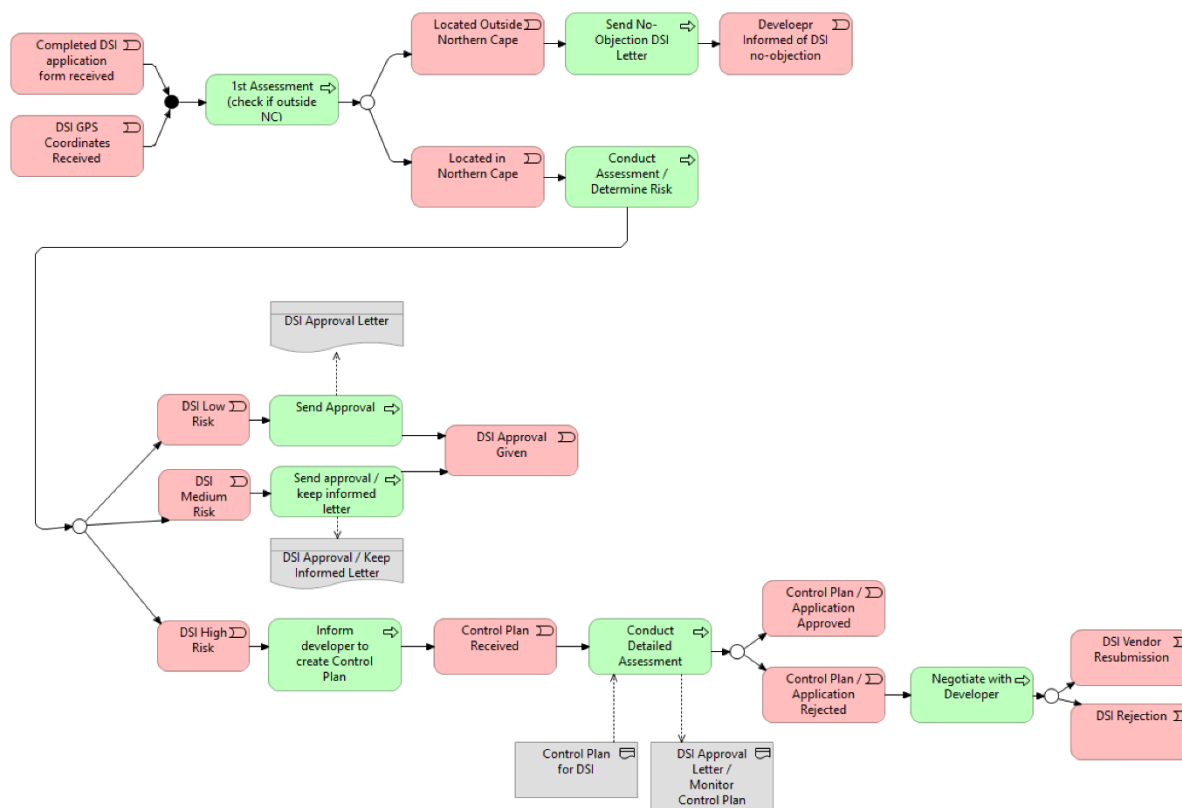 Completed DSI
application
form received
DSI GPS
Coordinates
Received
1st Assessment
(check if outside
NC)
Located Outside
Northern Cape
Send No-
Objection DSI
Letter
Develoepr
Informed of DSI
no-objection
Located in
Northern Cape
Conduct
Assessment /
Determine Risk
DSI Approval Letter
DSI Low
Risk
Send Approval
DSI Approval
Given
DSI
Medium
Risk
Send approval /
keep informed
letter
DSI Approval / Keep
Informed Letter
DSI High
Risk
Inform
developer to
create Control
Plan
Control Plan
Received
Conduct
Detailed
Assessment
Control Plan /
Application
Approved
Control Plan /
Application
Rejected
Negotiate with
Developer
DSI Vendor
Resubmission
DSI Rejection
Control Plan
for DSI
DSI Approval
Letter /
Monitor
Control Plan